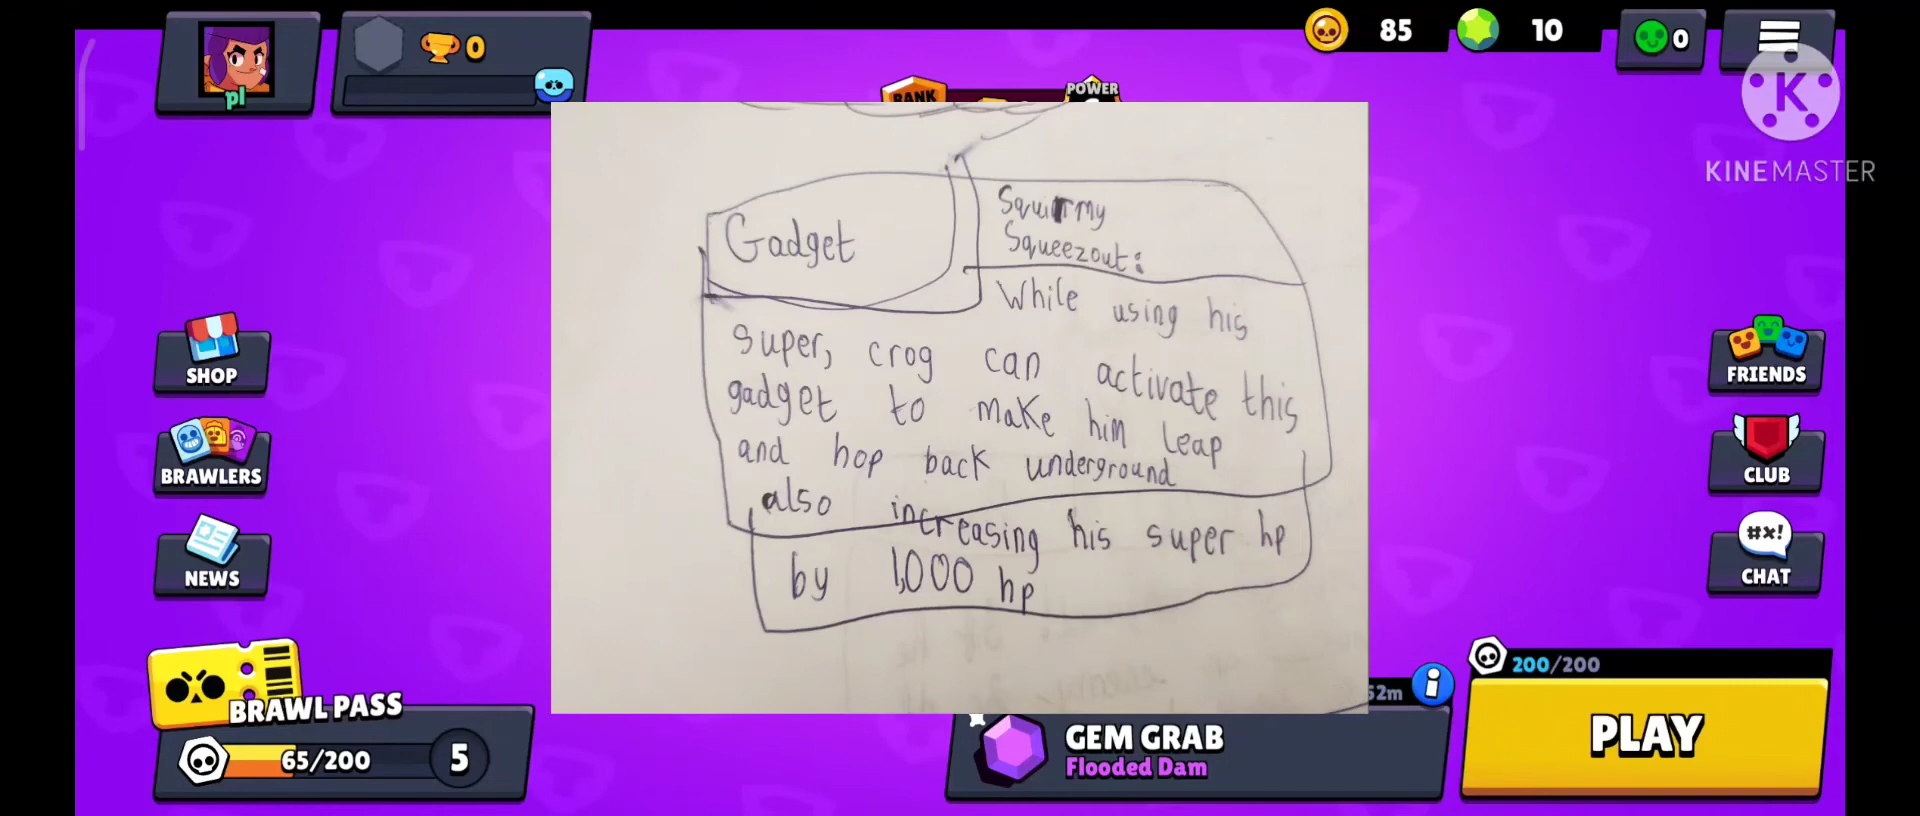 pl
0
85
10
0
RANK
POWER
KINEMASTER
Gadget
Squirmy
Squeezout:
While using his
super, crog can activate this
gadget to make him leap
and hop back underground
also increasing his super hp
by 1,000 hp
SHOP
BRAWLERS
NEWS
FRIENDS
CLUB
#x!
CHAT
BRAWL PASS
65/200
5
52m
i
GEM GRAB
Flooded Dam
200/200
PLAY